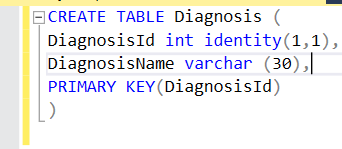 CREATE TABLE Diagnosis (
DiagnosisId int identity(1,1),
DiagnosisName varchar (30),
PRIMARY KEY(DiagnosisId)
)